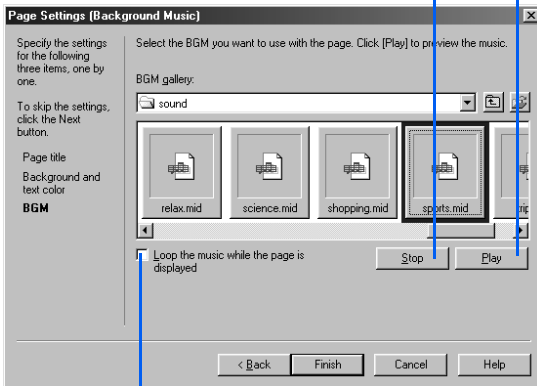 Page Settings (Background Music)
Specify the settings
for the following
three items, one by
one.
To skip the settings,
click the Next
button.
Page title
Background and
text color
BGM
Select the BGM you want to use with the page. Click [Play] to preview the music.
BGM gallery:
sound
relax.mid
science.mid
shopping.mid
sports.mid
Loop the music while the page is
displayed
Stop
Play
< Back
Finish
Cancel
Help